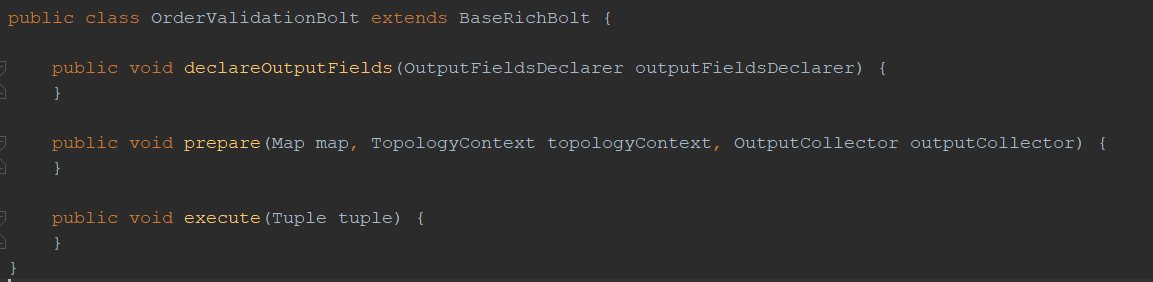 public class OrderValidationBolt extends BaseRichBolt {
    public void declareOutputFields(OutputFieldsDeclarer outputFieldsDeclarer) {
    }
    public void prepare(Map map, TopologyContext topologyContext, OutputCollector outputCollector) {
    }
    public void execute(Tuple tuple) {
    }
}